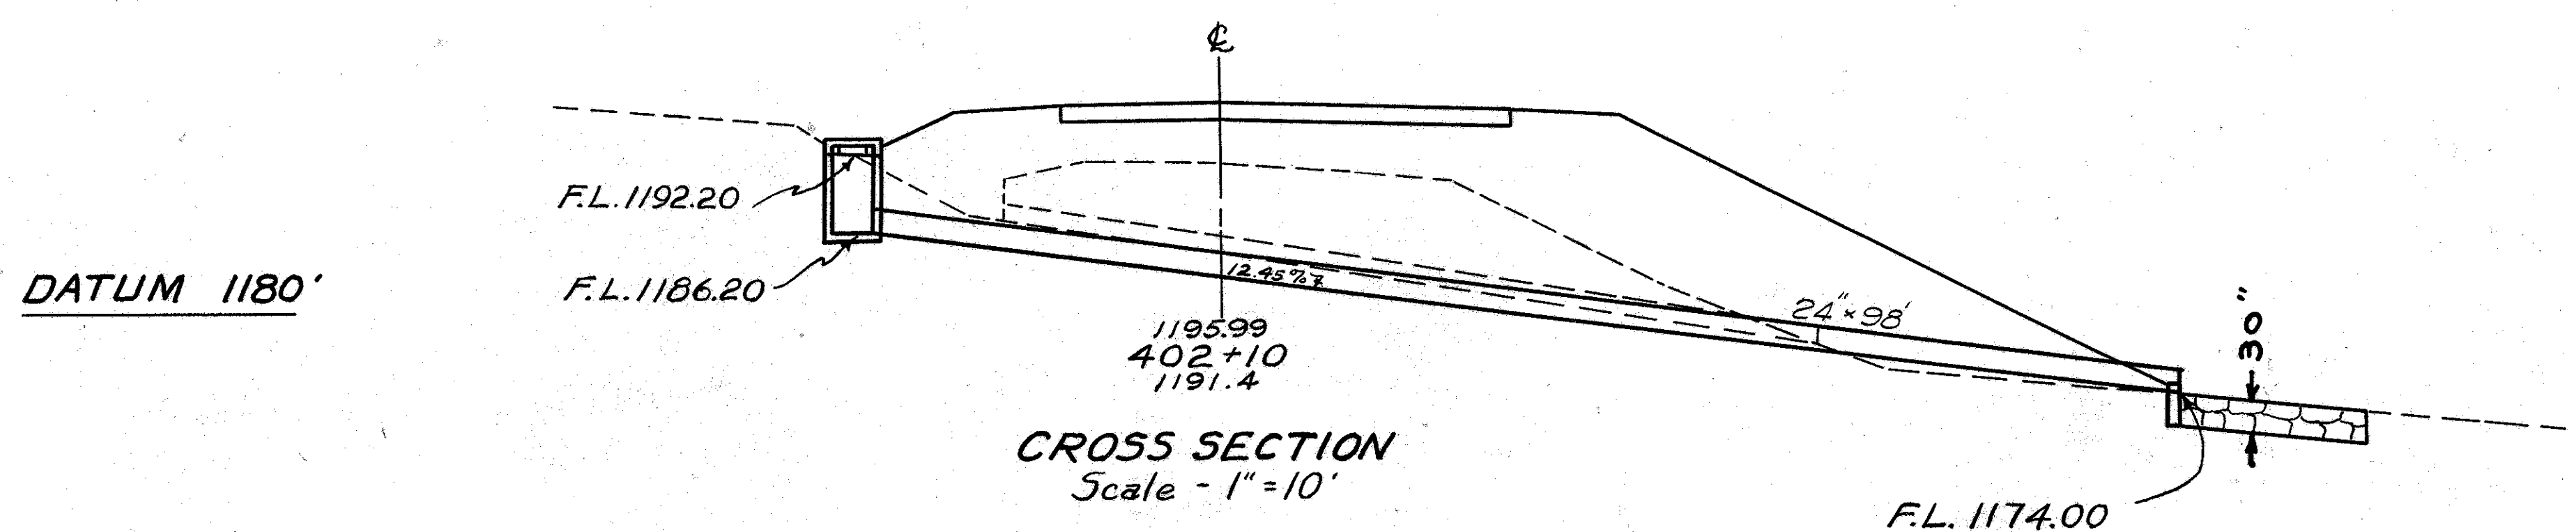 ℄
F.L. 1192.20
F.L. 1186.20
DATUM 1180'
12.45%
24" × 98'
30"
1195.99
402+10
1191.4
CROSS SECTION
Scale - 1" = 10'
F.L. 1174.00